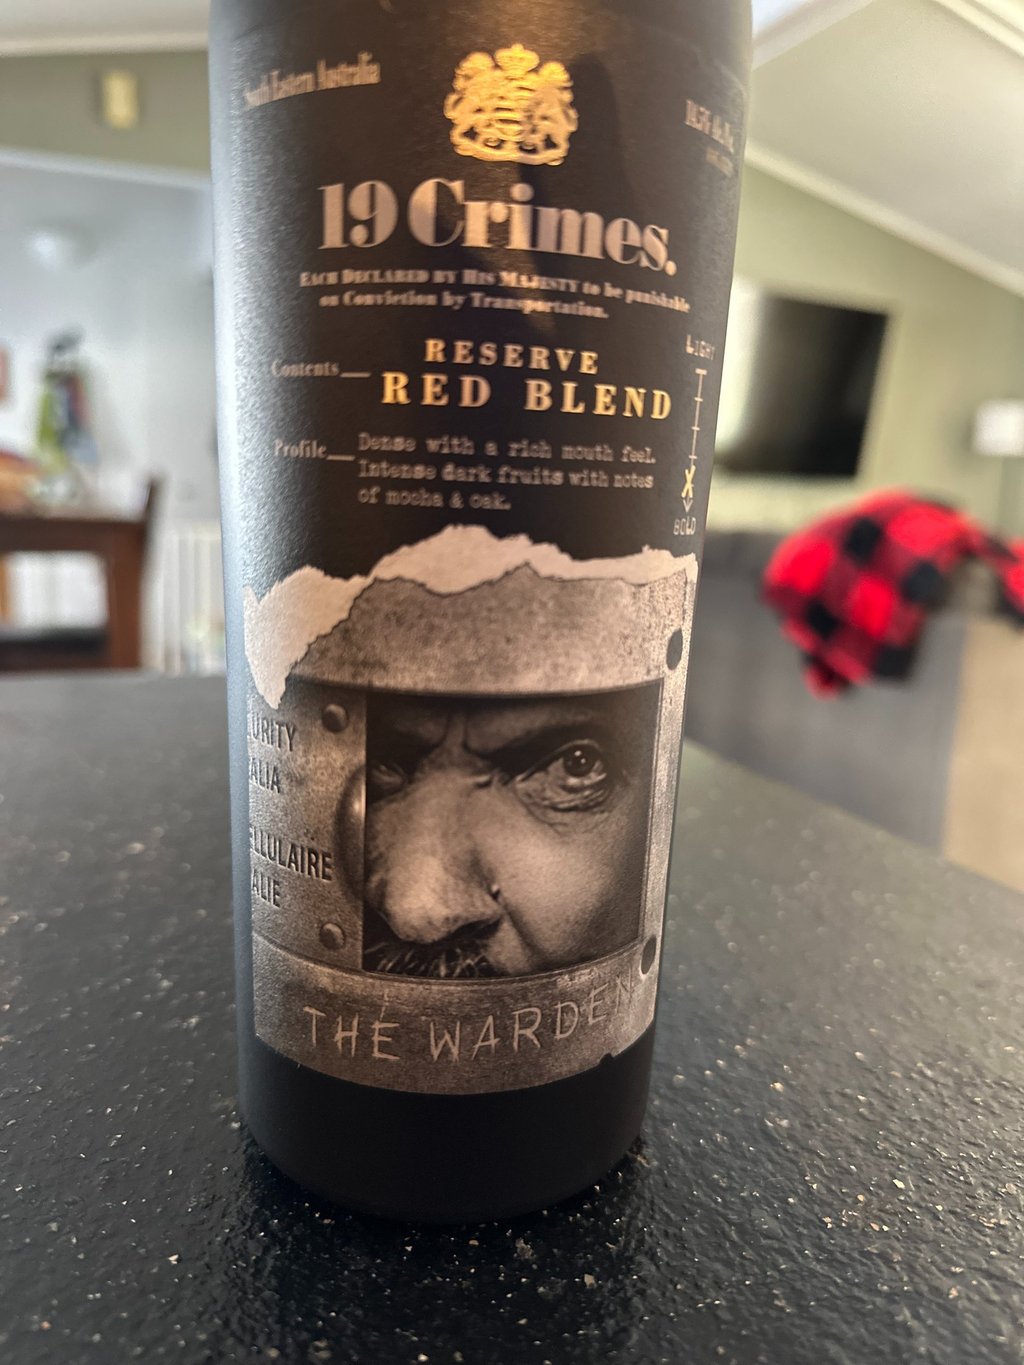 South Eastern Australia
19 Crimes.
EACH DECLARED BY HIS MAJESTY to be punishable
on Conviction by Transportation.
Contents
RESERVE
RED BLEND
Profile
Dense with a rich mouth feel.
Intense dark fruits with notes
of mocha & oak.
LIGHT
X
BOLD
URITY
ALIA
ELLULAIRE
ALIE
THE WARDEN